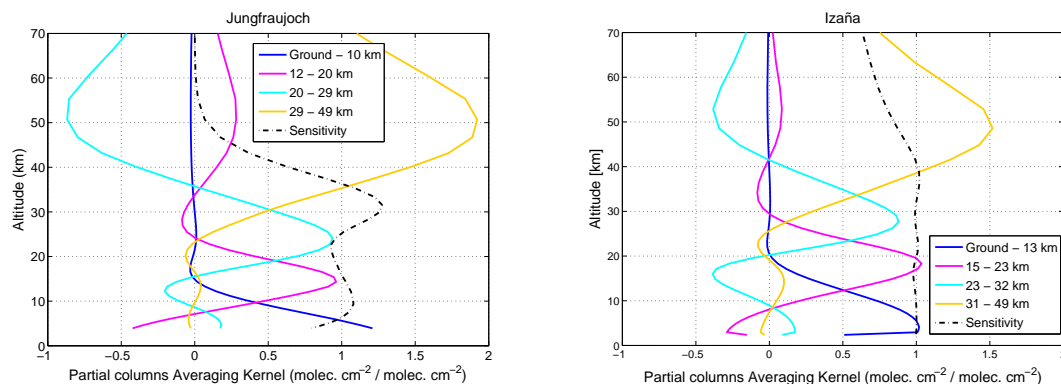 Jungfraujoch
70
60
50
40
30
20
10
0
Altitude (km)
−1
−0.5
0
0.5
1
1.5
2
Partial columns Averaging Kernel (molec. cm−2 / molec. cm−2)
Ground − 10 km
12 − 20 km
20 − 29 km
29 − 49 km
Sensitivity
Izaña
70
60
50
40
30
20
10
0
Altitude [km]
−1
−0.5
0
0.5
1
1.5
2
Partial columns Averaging Kernel (molec. cm−2 / molec. cm−2)
Ground − 13 km
15 − 23 km
23 − 32 km
31 − 49 km
Sensitivity